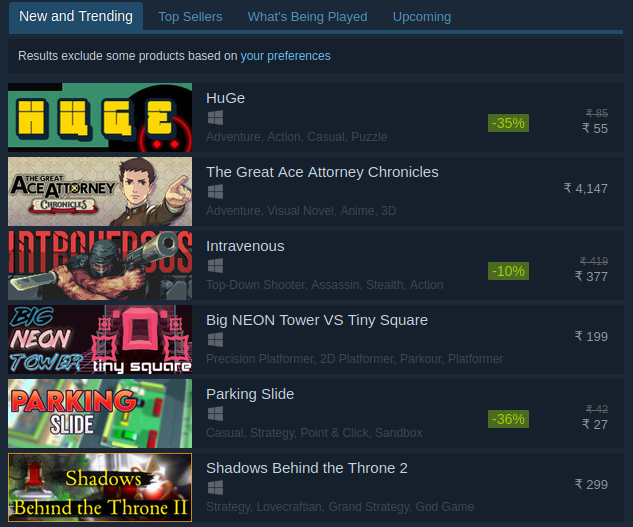 New and Trending
Top Sellers
What's Being Played
Upcoming
Results exclude some products based on your preferences
HUGE
HuGe
Adventure, Action, Casual, Puzzle
-35%
₹ 85
₹ 55
THE GREAT
ACE ATTORNEY
CHRONICLES
The Great Ace Attorney Chronicles
Adventure, Visual Novel, Anime, 3D
₹ 4,147
INTRAVENOUS
Intravenous
Top-Down Shooter, Assassin, Stealth, Action
-10%
₹ 419
₹ 377
BIG
NEON
TOWER
tiny square
Big NEON Tower VS Tiny Square
Precision Platformer, 2D Platformer, Parkour, Platformer
₹ 199
PARKING
SLIDE
Parking Slide
Casual, Strategy, Point & Click, Sandbox
-36%
₹ 42
₹ 27
Shadows
Behind the Throne II
Shadows Behind the Throne 2
Strategy, Lovecraftian, Grand Strategy, God Game
₹ 299